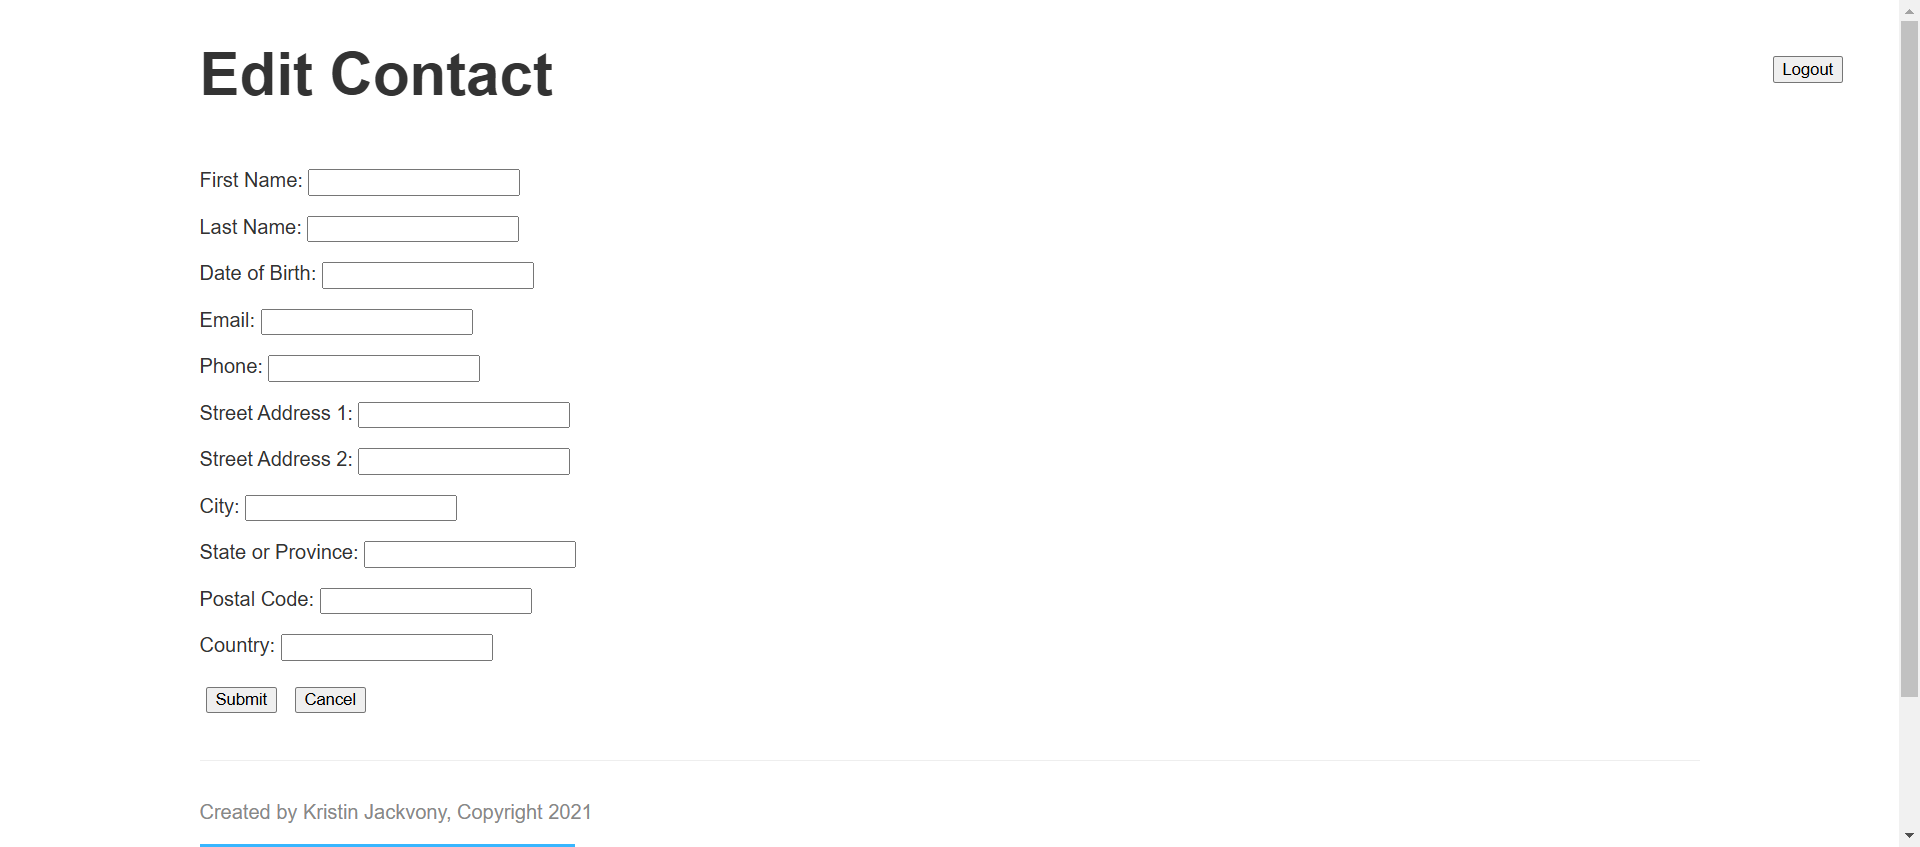 Edit Contact
Logout
First Name:
Last Name:
Date of Birth:
Email:
Phone:
Street Address 1:
Street Address 2:
City:
State or Province:
Postal Code:
Country:
Submit Cancel
Created by Kristin Jackvony, Copyright 2021